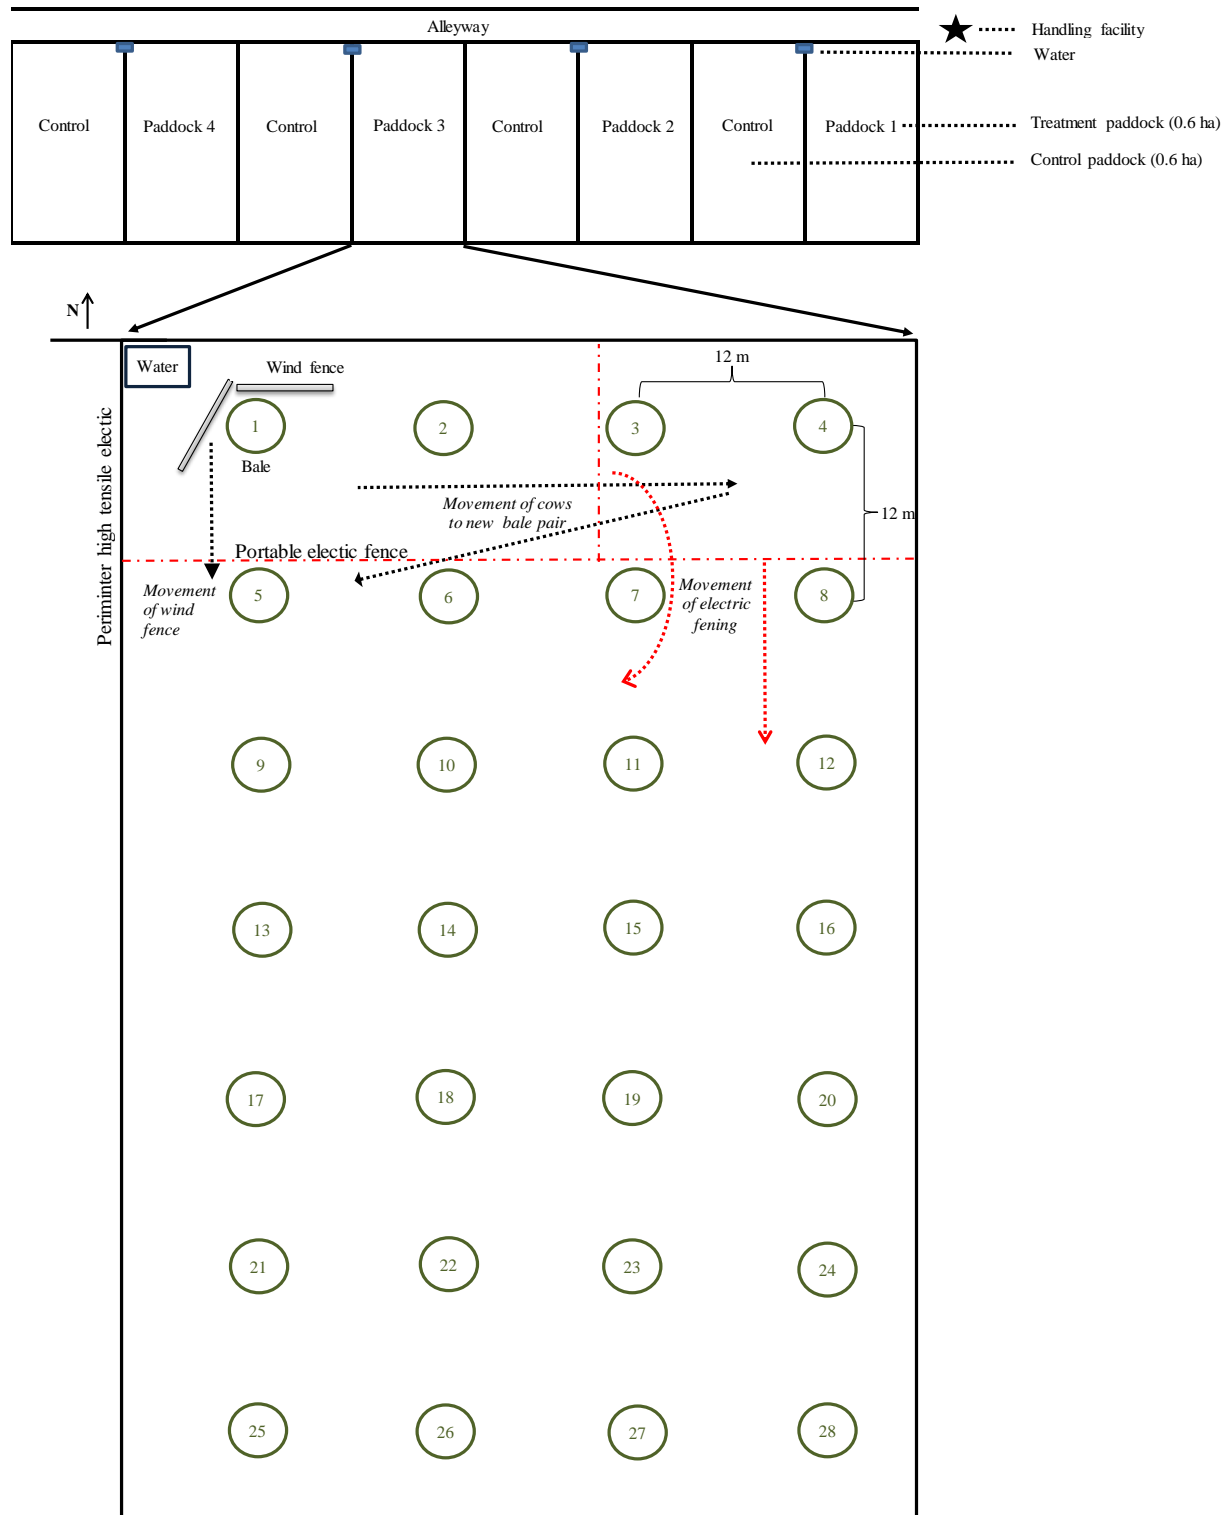 Alleyway
Handling facility
Water
Control
Paddock 4
Control
Paddock 3
Control
Paddock 2
Control
Paddock 1
Treatment paddock (0.6 ha)
Control paddock (0.6 ha)
N
Water
Wind fence
12 m
1
2
3
4
Bale
Periminter high tensile electic
Movement of cows
to new bale pair
12 m
Portable electic fence
Movement
of wind
fence
5
6
7
Movement
of electric
fening
8
9
10
11
12
13
14
15
16
17
18
19
20
21
22
23
24
25
26
27
28